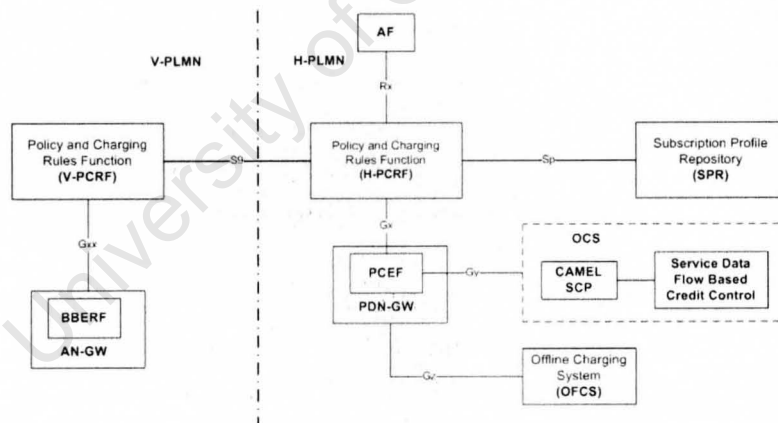 University of
AF
V-PLMN
H-PLMN
Rx
Policy and Charging
Rules Function
(V-PCRF)
S9
Policy and Charging
Rules Function
(H-PCRF)
Sp
Subscription Profile
Repository
(SPR)
Gxx
Gx
OCS
PCEF
Gy
CAMEL
SCP
Service Data
Flow Based
Credit Control
PDN-GW
BBERF
AN-GW
Gz
Offline Charging
System
(OFCS)